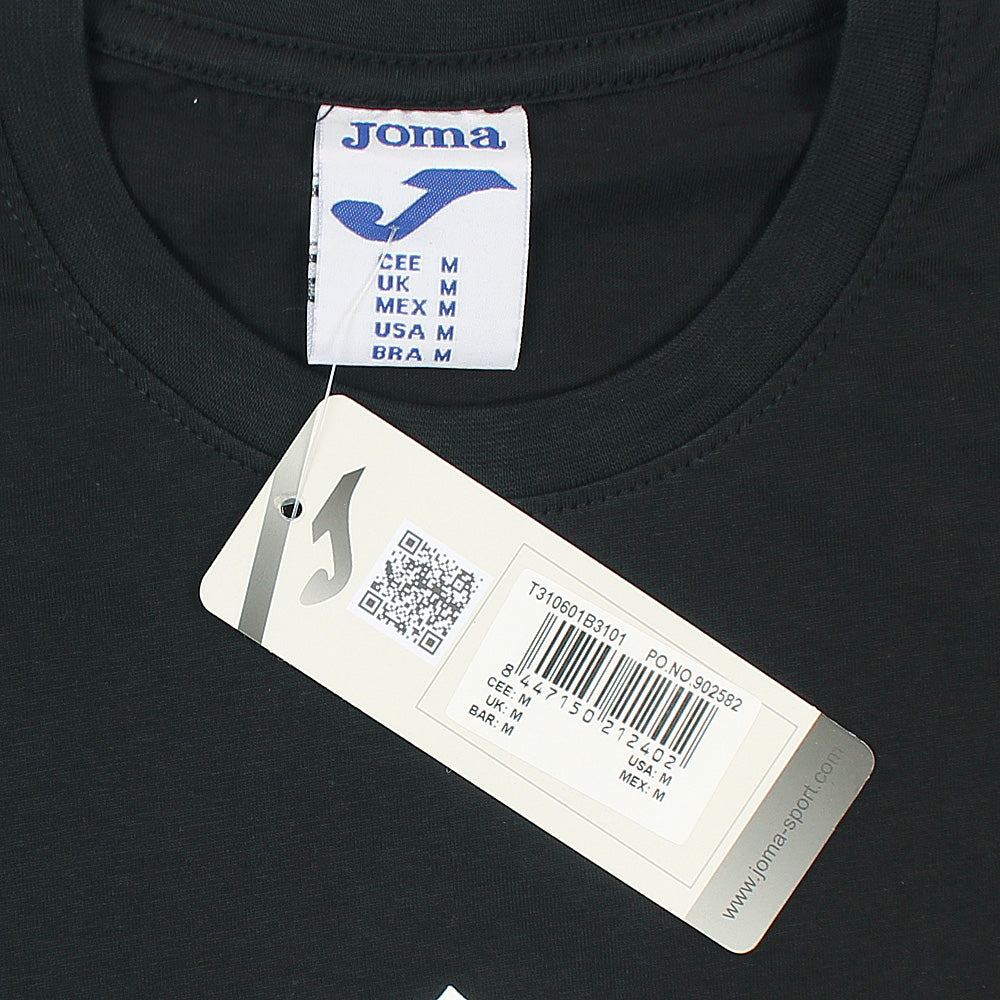 JOMA
CEE M
UK M
MEX M
USA M
BRA M
T310601B3101
PO.NO.902582
8 447150 212402
CEE: M
UK: M
BAR: M
USA: M
MEX: M
www.joma-sport.com